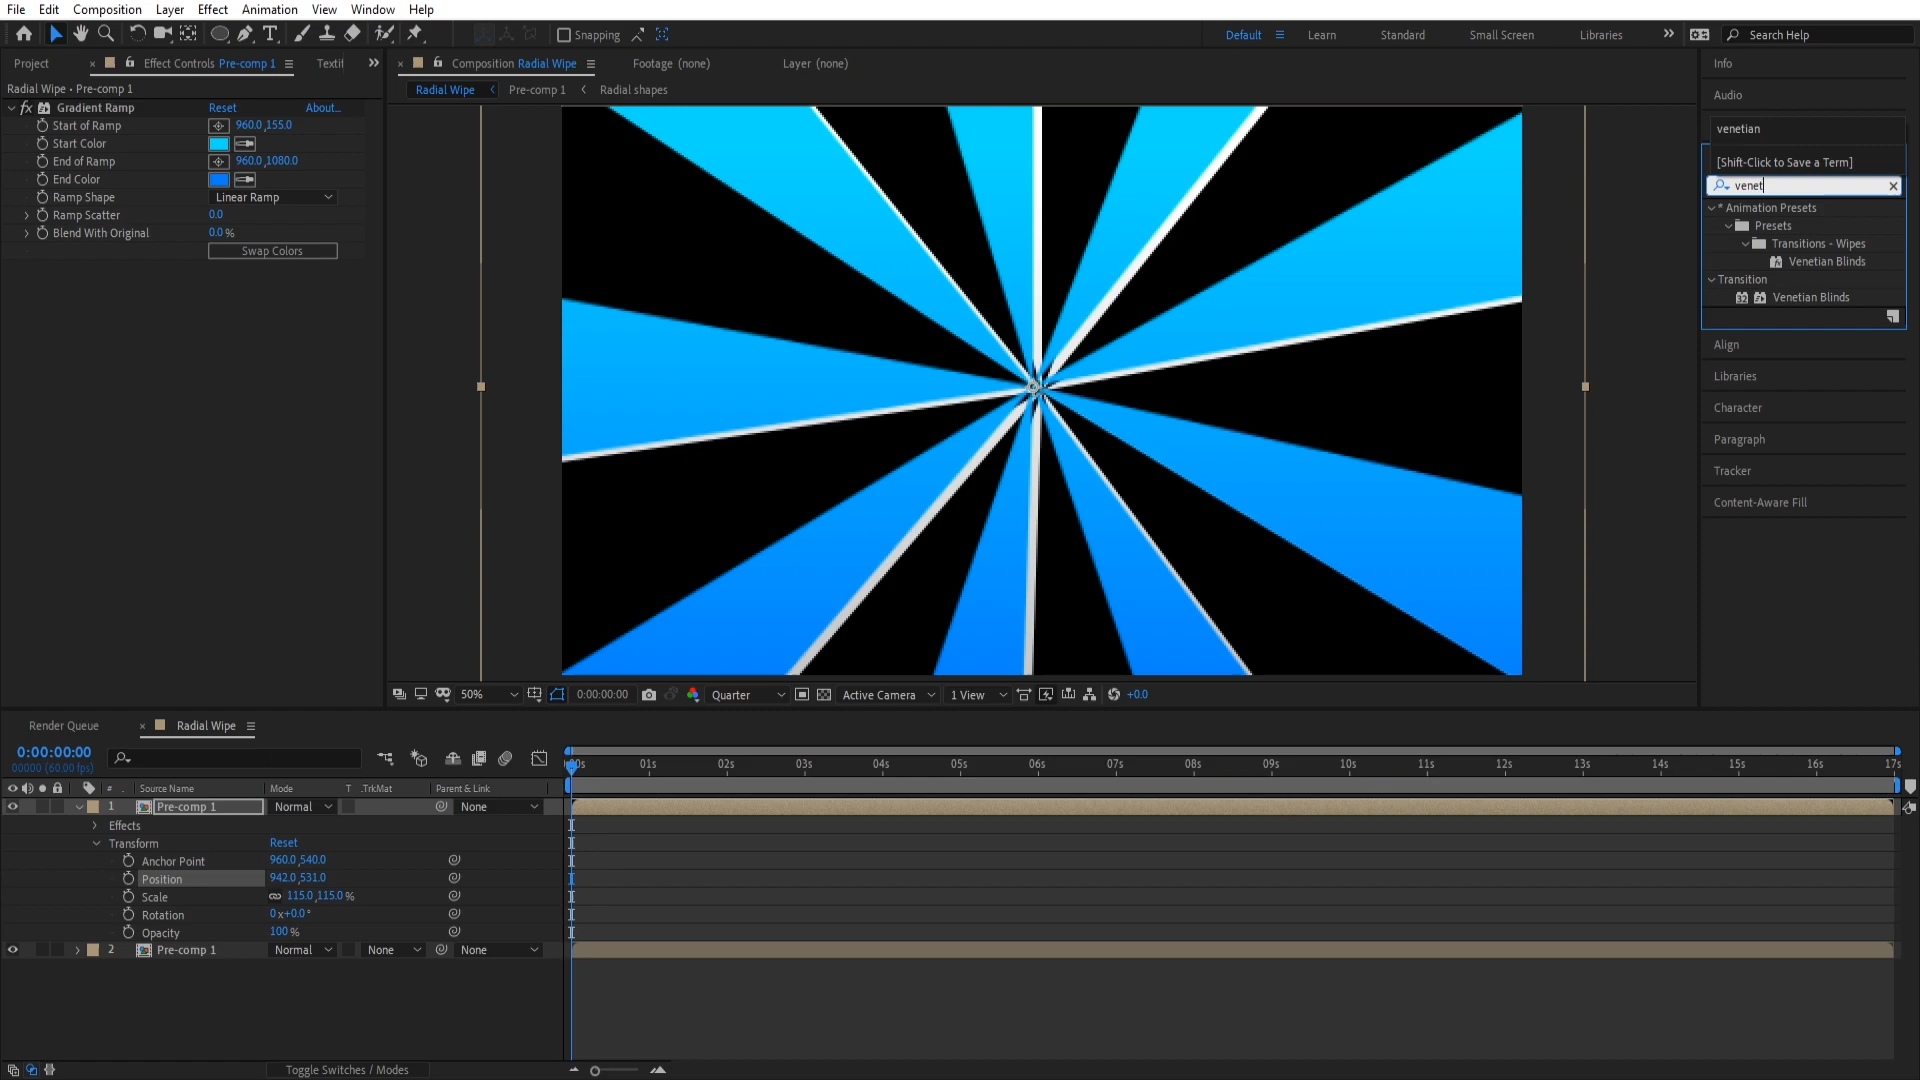 File Edit Composition Layer Effect Animation View Window Help
Snapping
Default Learn Standard Small Screen Libraries Search Help
Project Effect Controls Pre-comp 1
Composition Radial Wipe Footage (none) Layer (none)
Info
Radial Wipe • Pre-comp 1
Radial Wipe Pre-comp 1 Radial shapes
Audio
fx Gradient Ramp Reset About...
Start of Ramp 960.0,155.0
Start Color
End of Ramp 960.0,1080.0
End Color
Ramp Shape Linear Ramp
Ramp Scatter 0.0
Blend With Original 0.0 %
Swap Colors
venetian
[Shift-Click to Save a Term]
venet
* Animation Presets
Presets
Transitions - Wipes
Venetian Blinds
Transition
32 Venetian Blinds
Align
Libraries
Character
Paragraph
Tracker
Content-Aware Fill
50% 0:00:00:00 Quarter Active Camera 1 View +0.0
Render Queue Radial Wipe
0:00:00:00
00000 (60.00 fps)
01s 02s 03s 04s 05s 06s 07s 08s 09s 10s 11s 12s 13s 14s 15s 16s 17s
# Source Name Mode T .TrkMat Parent & Link
1 Pre-comp 1 Normal None
Effects
Transform Reset
Anchor Point 960.0,540.0
Position 942.0,531.0
Scale 115.0,115.0 %
Rotation 0 x+0.0 °
Opacity 100 %
2 Pre-comp 1 Normal None None
Toggle Switches / Modes